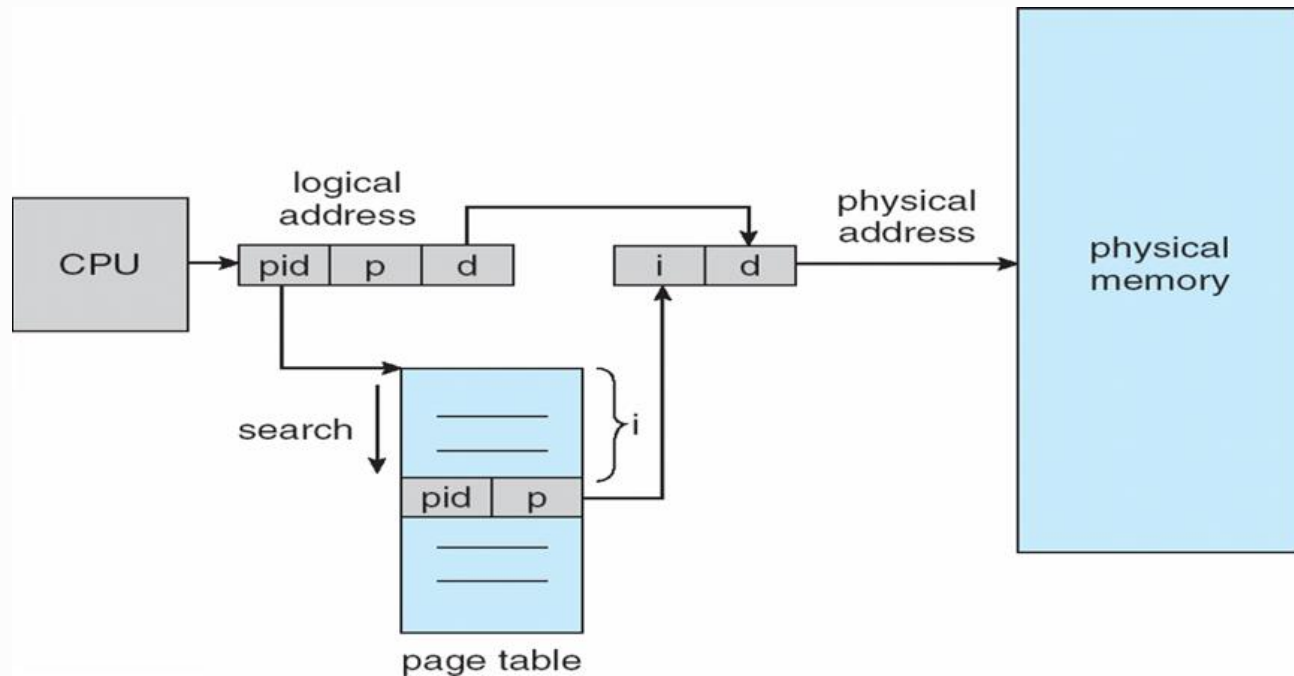 logical
address
physical
address
CPU
pid p d
i d
physical
memory
search
i
pid p
page table